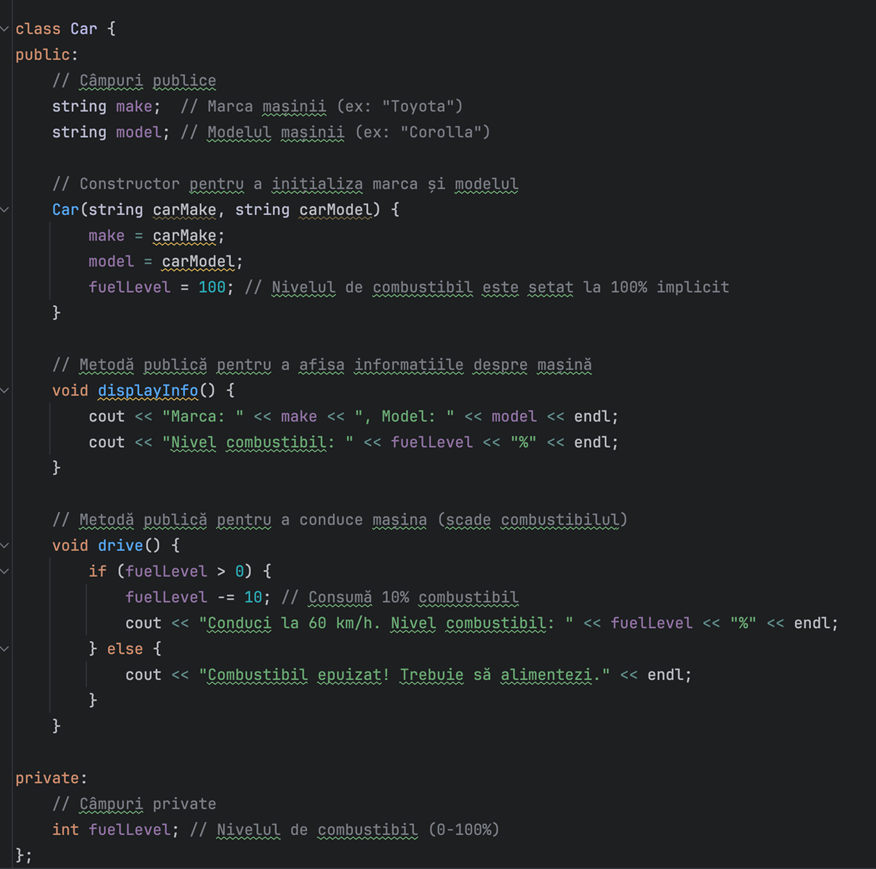 class Car {
public:
    // Câmpuri publice
    string make;  // Marca mașinii (ex: "Toyota")
    string model; // Modelul mașinii (ex: "Corolla")
    // Constructor pentru a inițializa marca și modelul
    Car(string carMake, string carModel) {
        make = carMake;
        model = carModel;
        fuelLevel = 100; // Nivelul de combustibil este setat la 100% implicit
    }
    // Metodă publică pentru a afișa informațiile despre mașină
    void displayInfo() {
        cout << "Marca: " << make << ", Model: " << model << endl;
        cout << "Nivel combustibil: " << fuelLevel << "%" << endl;
    }
    // Metodă publică pentru a conduce mașina (scade combustibilul)
    void drive() {
        if (fuelLevel > 0) {
            fuelLevel -= 10; // Consumă 10% combustibil
            cout << "Conduci la 60 km/h. Nivel combustibil: " << fuelLevel << "%" << endl;
        } else {
            cout << "Combustibil epuizat! Trebuie să alimentezi." << endl;
        }
    }
private:
    // Câmpuri private
    int fuelLevel; // Nivelul de combustibil (0-100%)
};